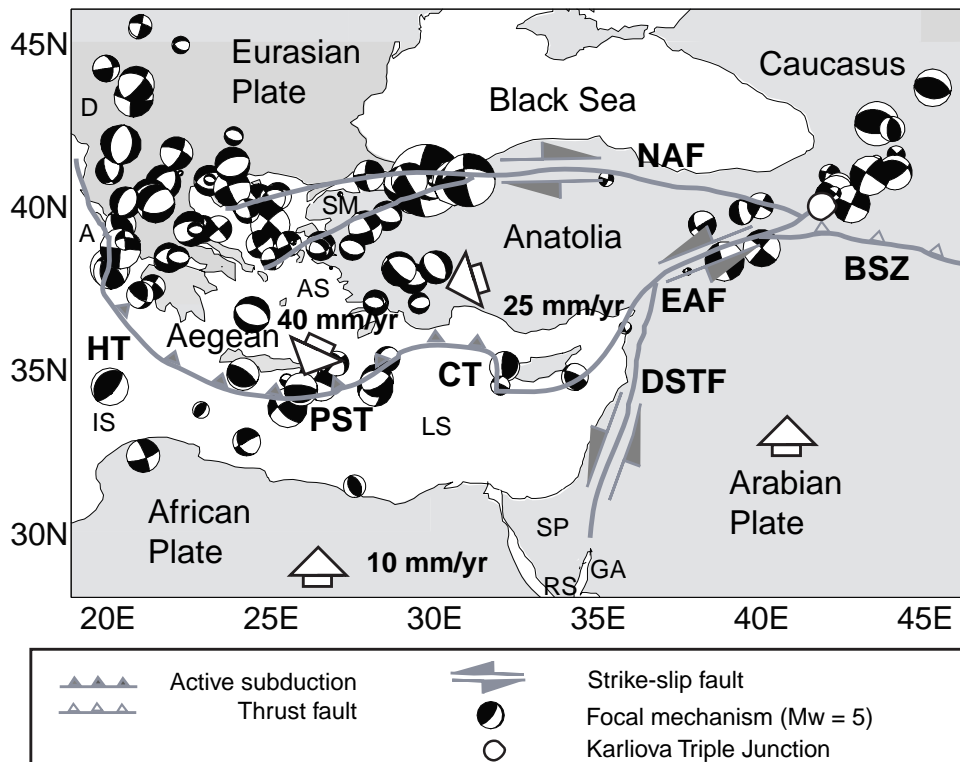 45N
Eurasian
Plate
Caucasus
Black Sea
D
NAF
40N
SM
A
Anatolia
BSZ
AS
25 mm/yr
EAF
40 mm/yr
Aegean
HT
35N
CT
DSTF
PST
IS
LS
Arabian
Plate
African
Plate
30N
SP
10 mm/yr
GA
RS
20E
25E
30E
35E
40E
45E
Active subduction
Thrust fault
Strike-slip fault
Focal mechanism (Mw = 5)
Karliova Triple Junction